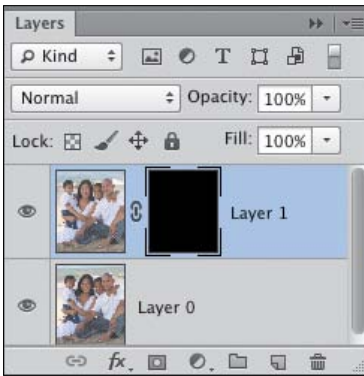 Layers
Kind
Normal Opacity: 100%
Lock: Fill: 100%
Layer 1
Layer 0
fx